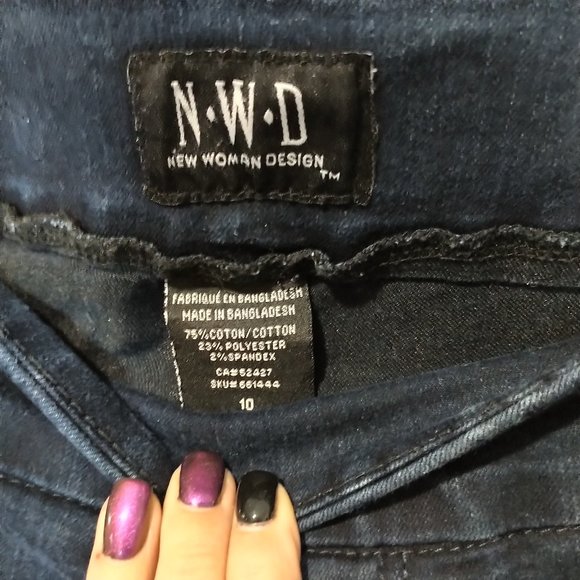 N·W·D
NEW WOMAN DESIGN ™
FABRIQUÉ EN BANGLADESH
MADE IN BANGLADESH
75%COTON/COTTON
23% POLYESTER
2%SPANDEX
CA#52427
SKU#661444
10